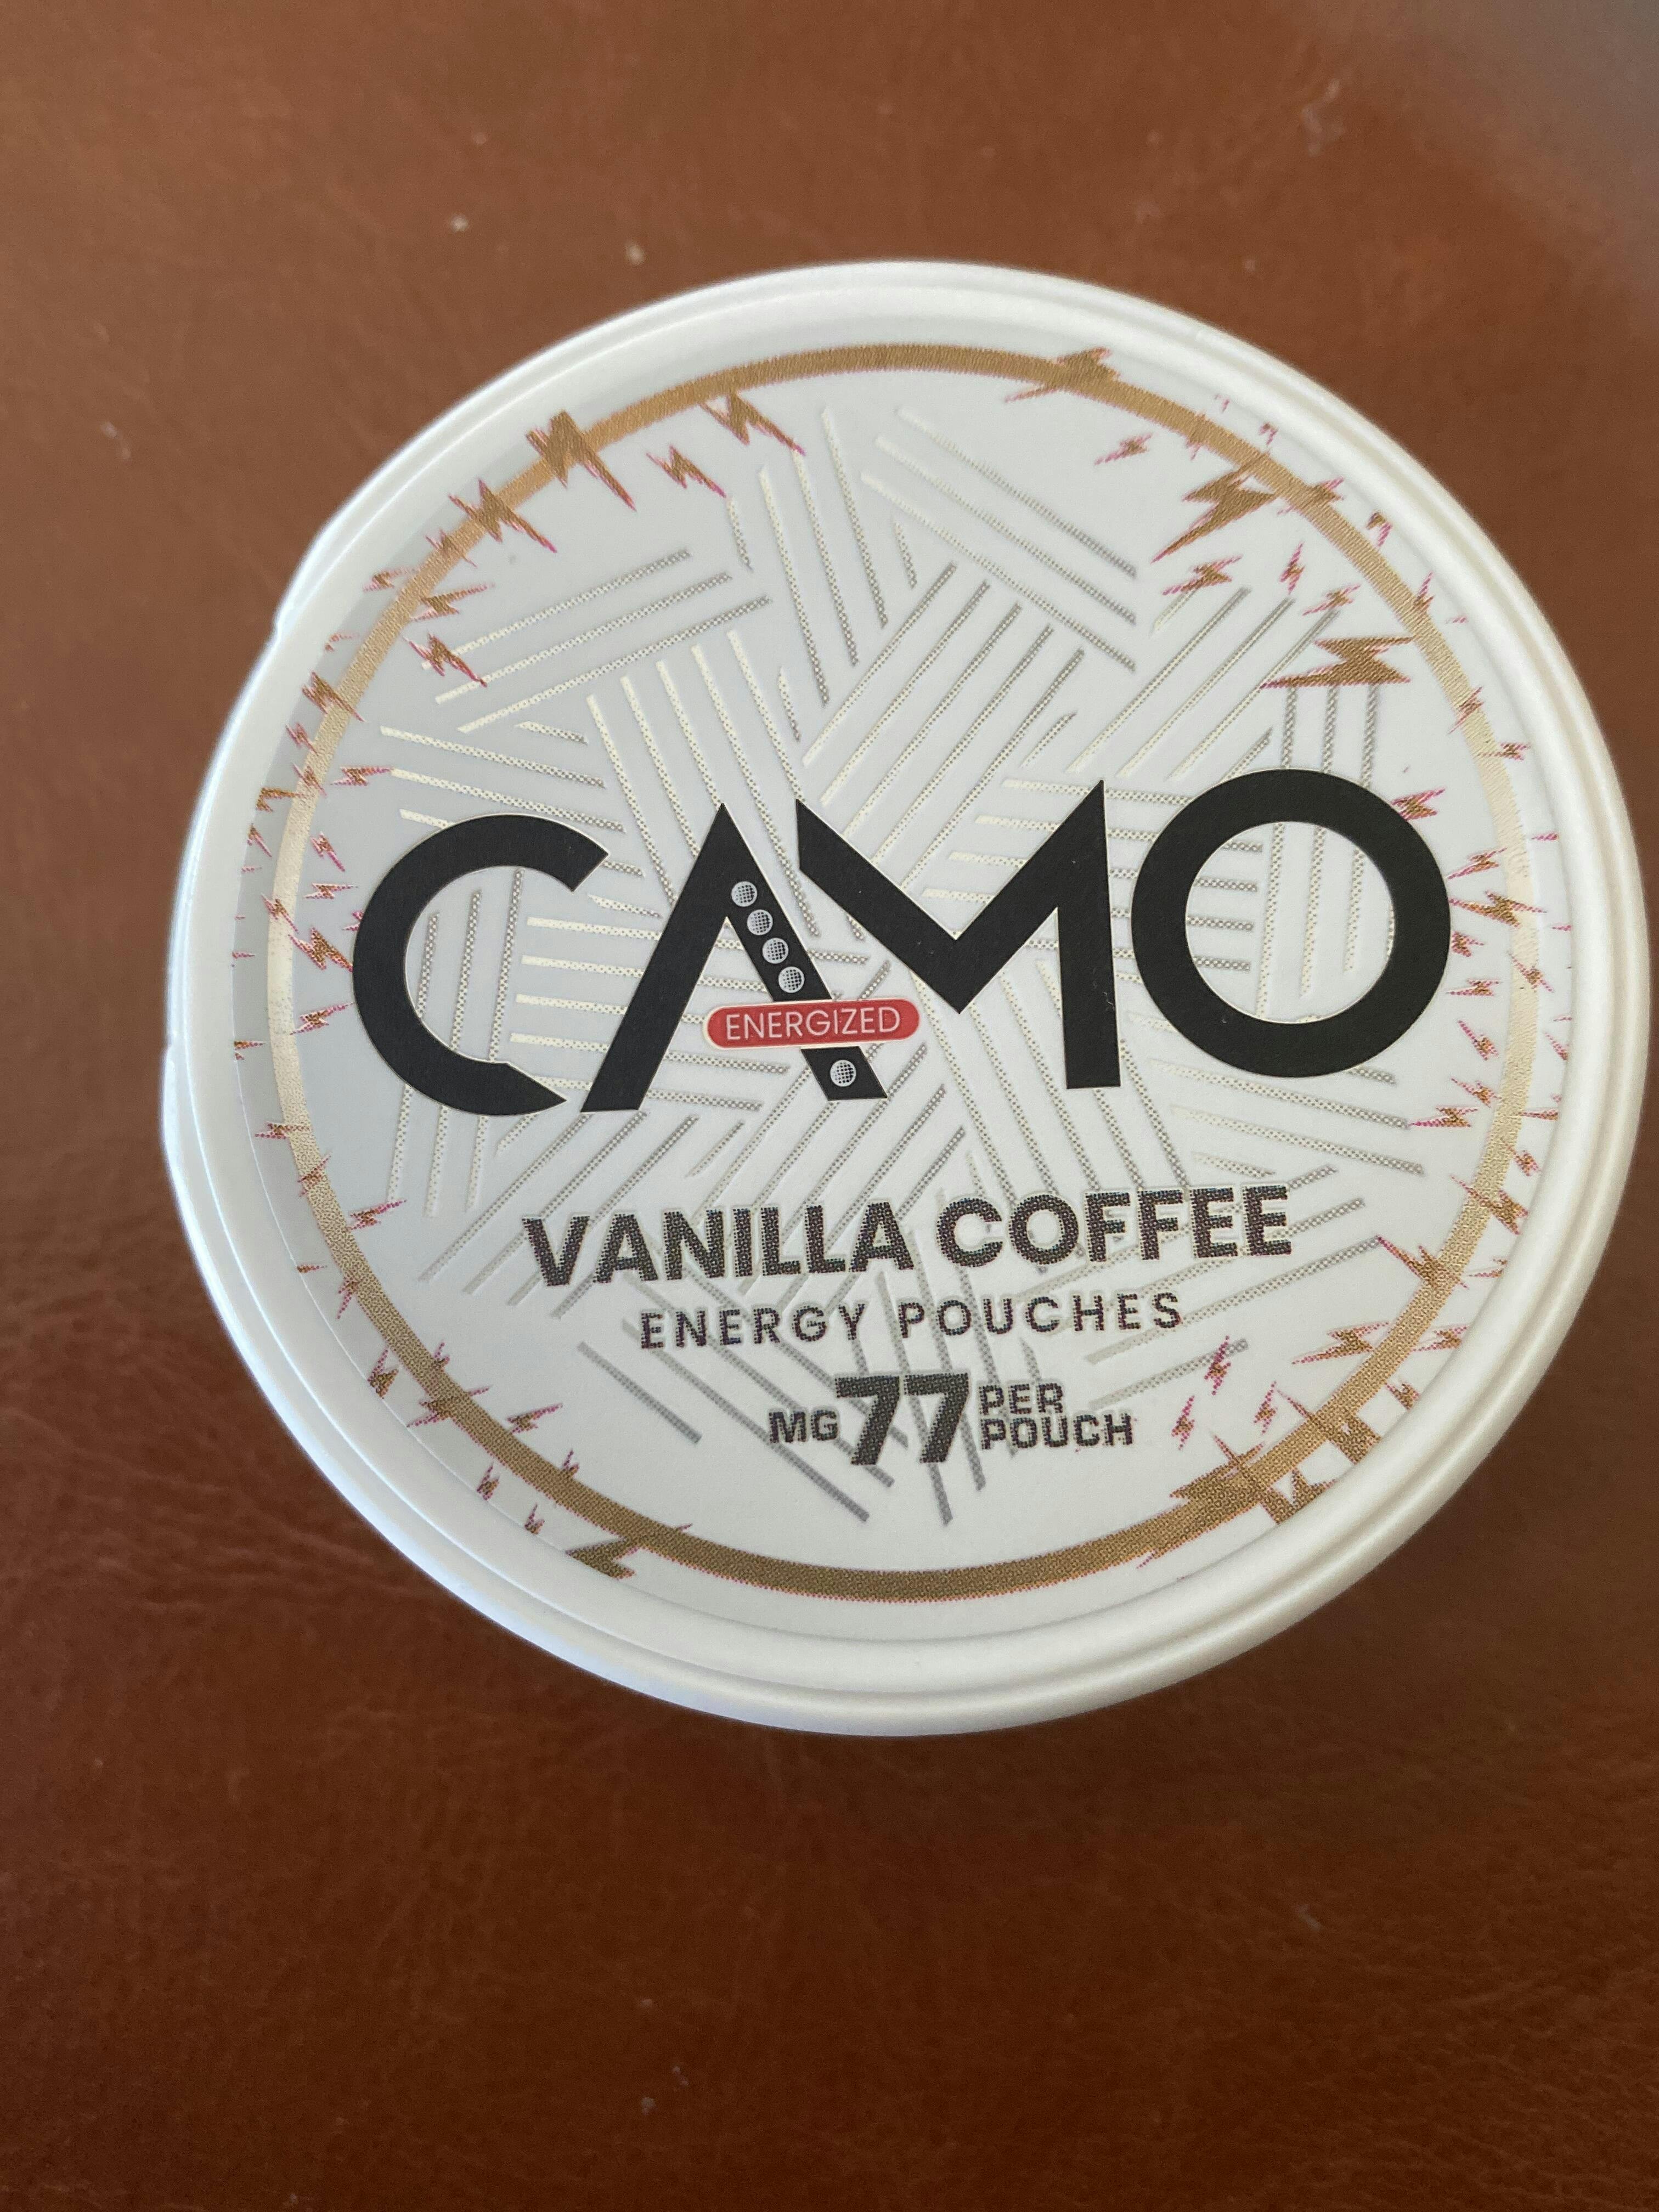 CAMO
ENERGIZED
VANILLA COFFEE
ENERGY POUCHES
MG 77 PER POUCH